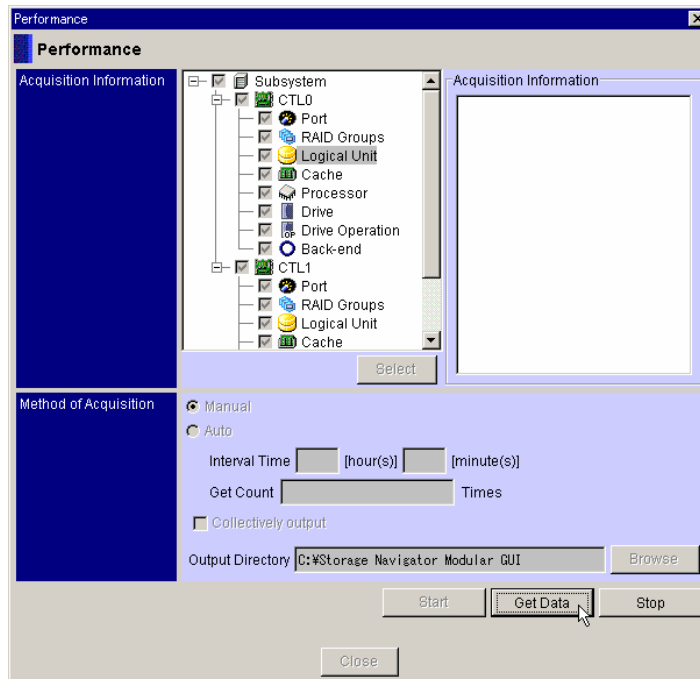 Performance
Performance
Acquisition Information
Subsystem
CTL0
Port
RAID Groups
Logical Unit
Cache
Processor
Drive
OP
Drive Operation
Back-end
CTL1
Port
RAID Groups
Logical Unit
Cache
Select
Acquisition Information
Method of Acquisition
Manual
Auto
Interval Time [hour(s)] [minute(s)]
Get Count Times
Collectively output
Output Directory C:¥Storage Navigator Modular GUI Browse
Start Get Data Stop
Close